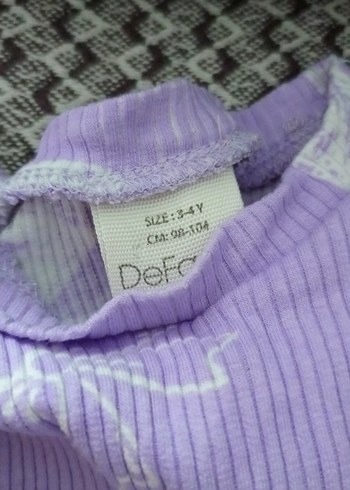 SIZE : 3-4 Y
CM: 98-104
DeFa